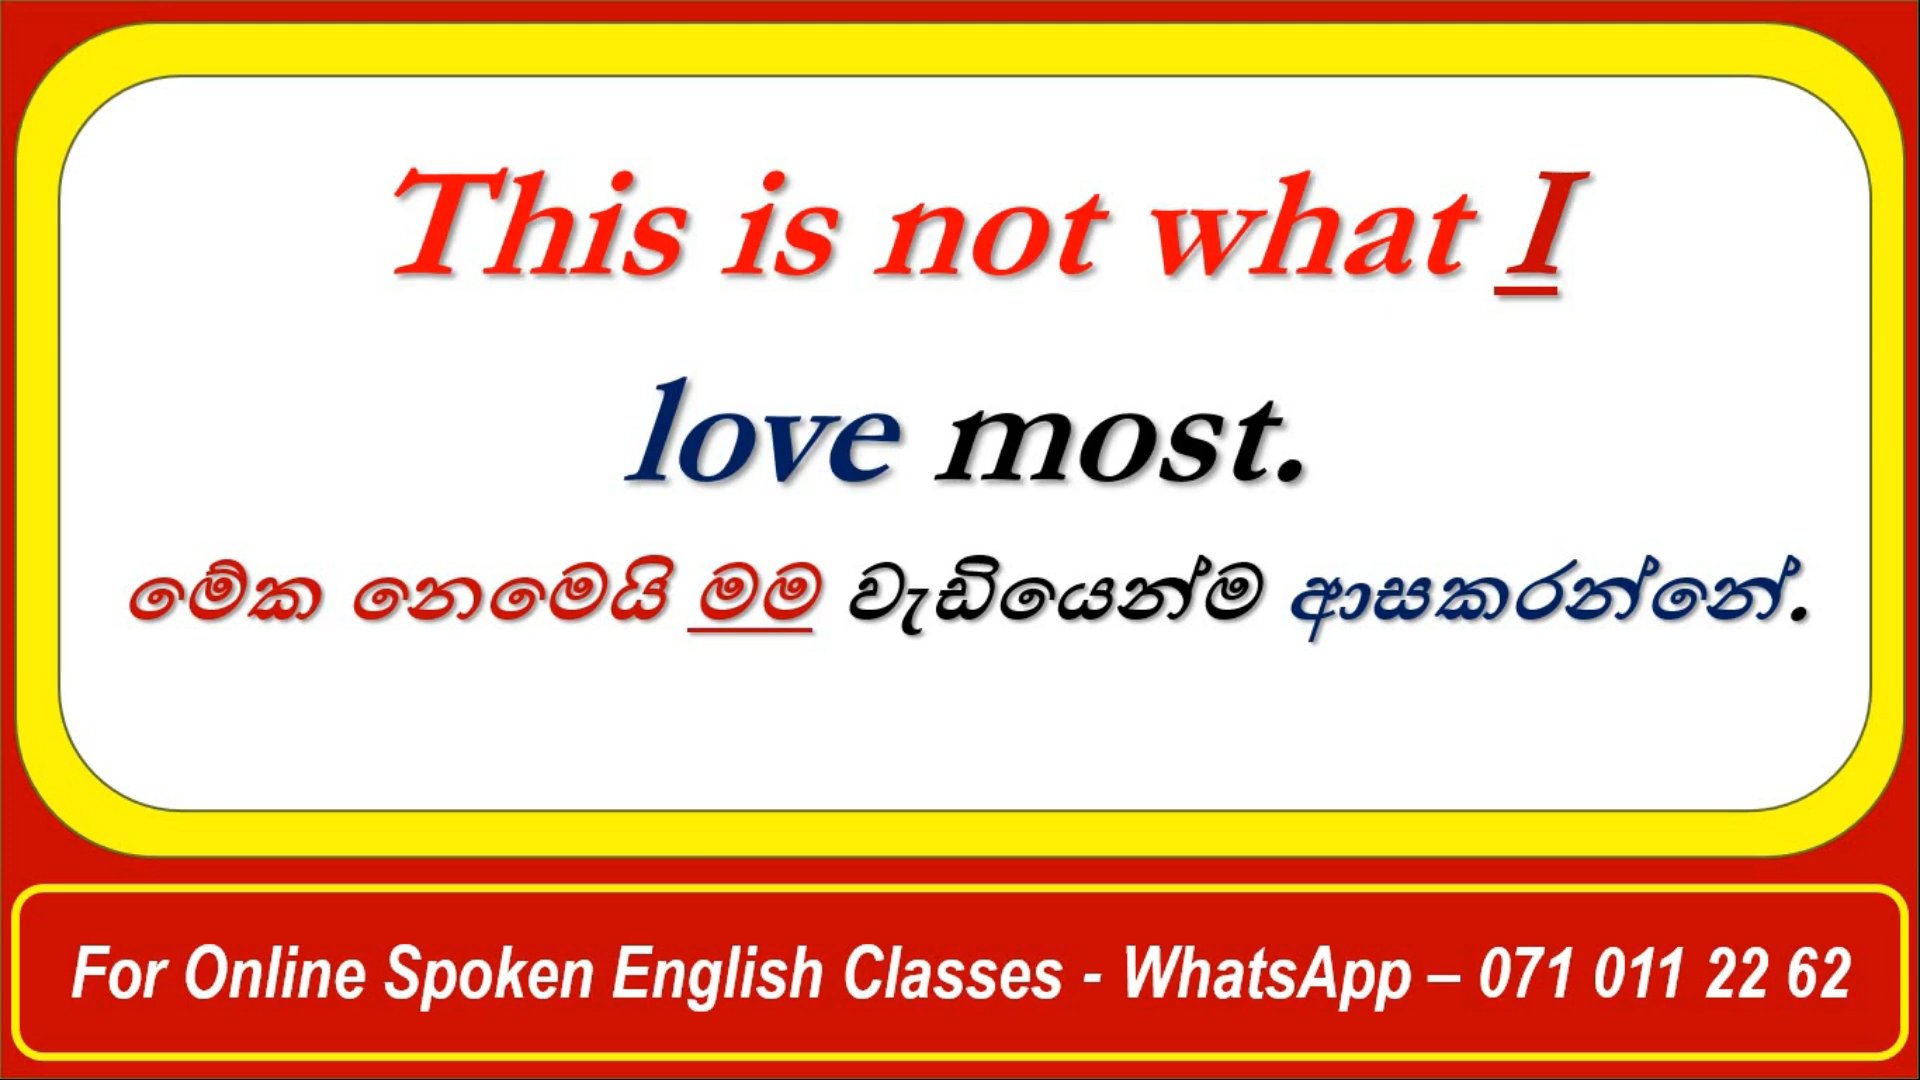 This is not what I
love most.
මේක නෙමෙයි මම වැඩියෙන්ම ආසකරන්නේ.
For Online Spoken English Classes - WhatsApp – 071 011 22 62